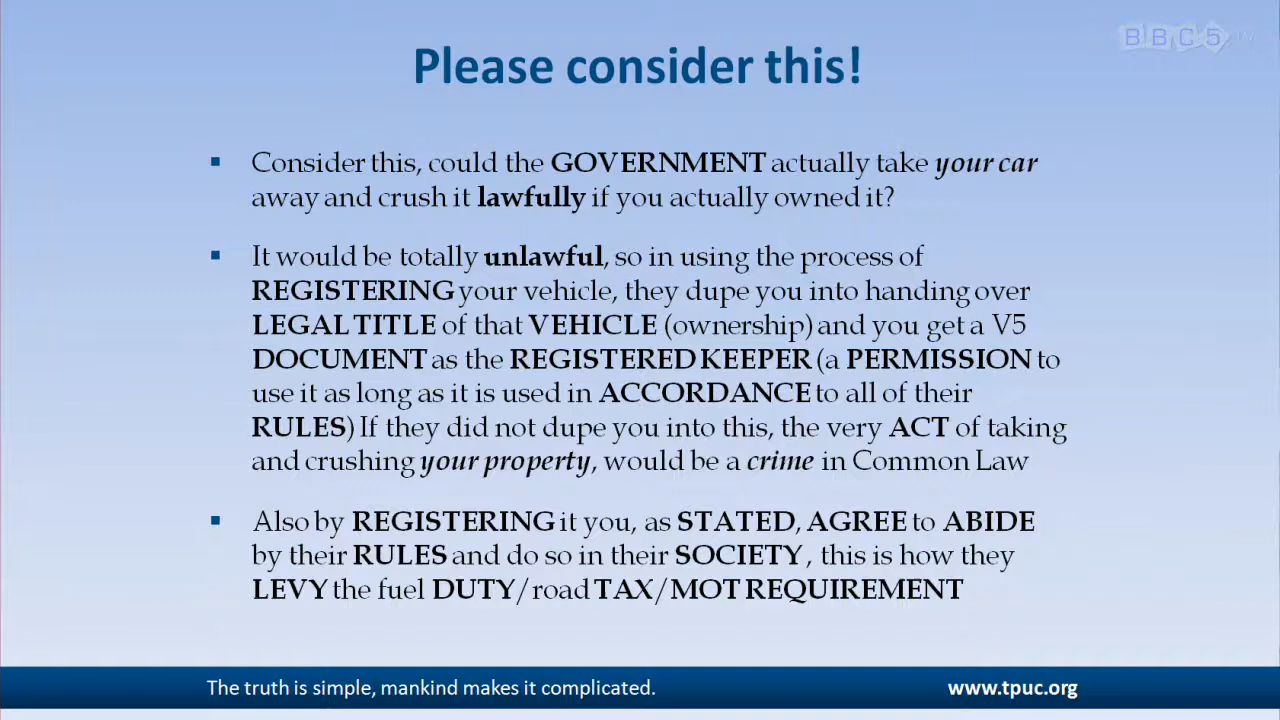 BBC5
Please consider this!
Consider this, could the GOVERNMENT actually take your car
away and crush it lawfully if you actually owned it?
It would be totally unlawful, so in using the process of
REGISTERING your vehicle, they dupe you into handing over
LEGAL TITLE of that VEHICLE (ownership) and you get a V5
DOCUMENT as the REGISTERED KEEPER (a PERMISSION to
use it as long as it is used in ACCORDANCE to all of their
RULES) If they did not dupe you into this, the very ACT of taking
and crushing your property, would be a crime in Common Law
Also by REGISTERING it you, as STATED, AGREE to ABIDE
by their RULES and do so in their SOCIETY , this is how they
LEVY the fuel DUTY/road TAX/MOT REQUIREMENT
The truth is simple, mankind makes it complicated.
www.tpuc.org